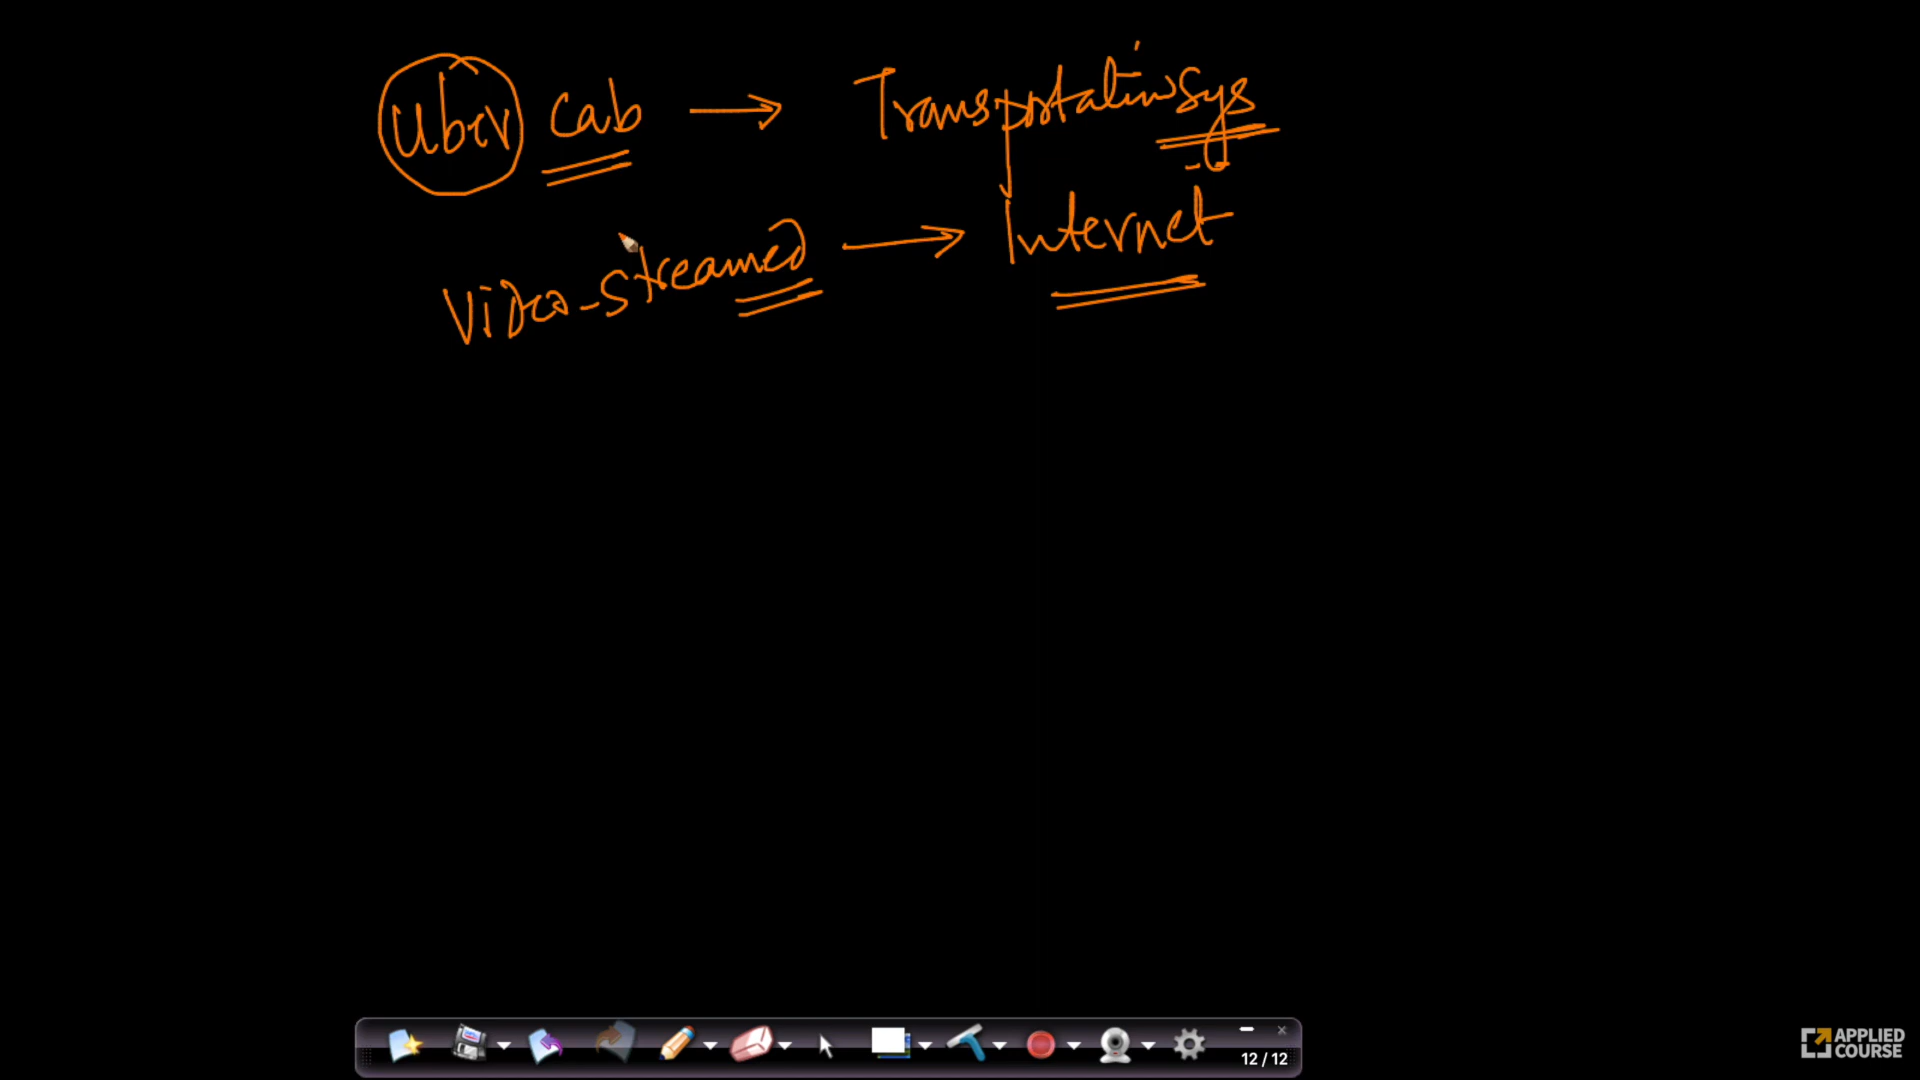 Uber Cab → Transportation Sys
Video-streamed → Internet
12 / 12
APPLIED
COURSE